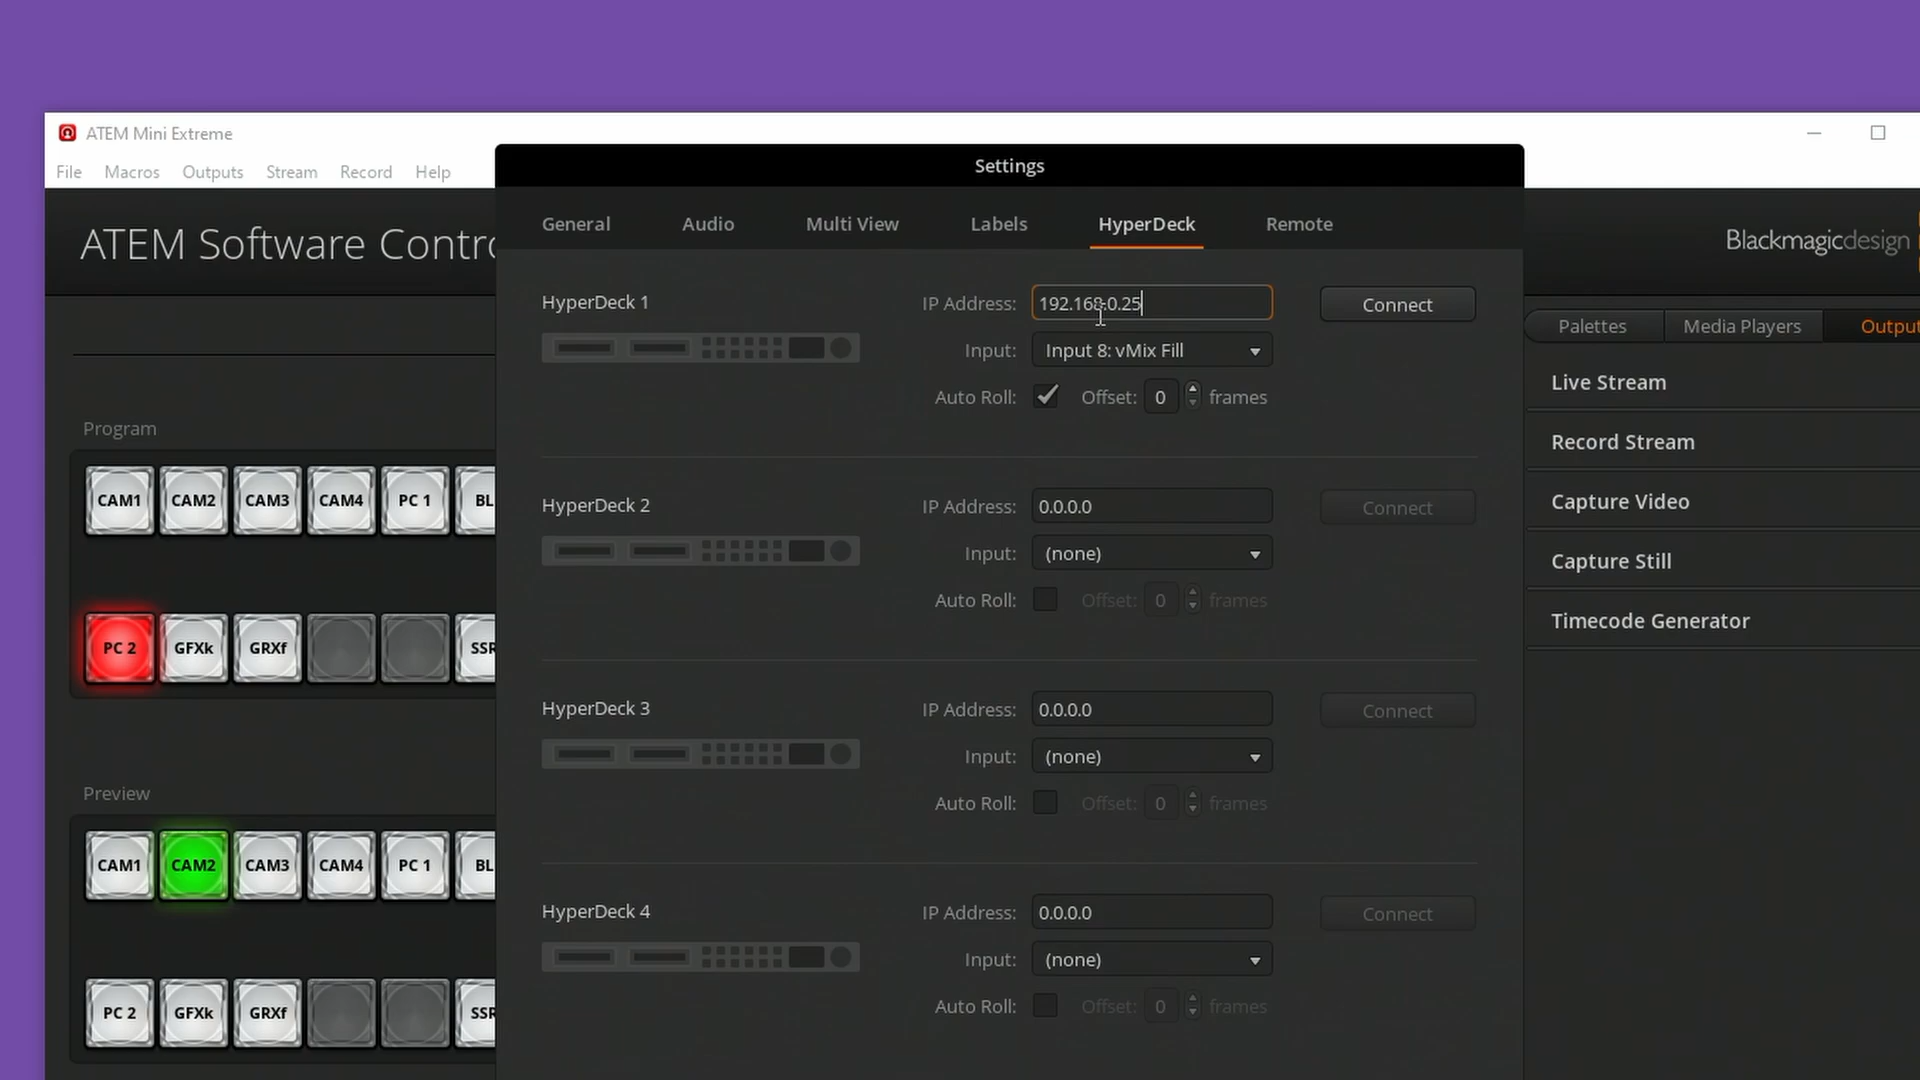 ATEM Mini Extreme
File Macros Outputs Stream Record Help
Settings
General Audio Multi View Labels HyperDeck Remote
ATEM Software Contro
Blackmagicdesign
HyperDeck 1
IP Address: 192.168.0.25 Connect
Input: Input 8: vMix Fill
Auto Roll: Offset: 0 frames
HyperDeck 2
IP Address: 0.0.0.0 Connect
Input: (none)
Auto Roll: Offset: 0 frames
HyperDeck 3
IP Address: 0.0.0.0 Connect
Input: (none)
Auto Roll: Offset: 0 frames
HyperDeck 4
IP Address: 0.0.0.0 Connect
Input: (none)
Auto Roll: Offset: 0 frames
Program
CAM1 CAM2 CAM3 CAM4 PC 1 BL
PC 2 GFXk GRXf SSR
Preview
CAM1 CAM2 CAM3 CAM4 PC 1 BL
PC 2 GFXk GRXf SSR
Palettes Media Players Output
Live Stream
Record Stream
Capture Video
Capture Still
Timecode Generator